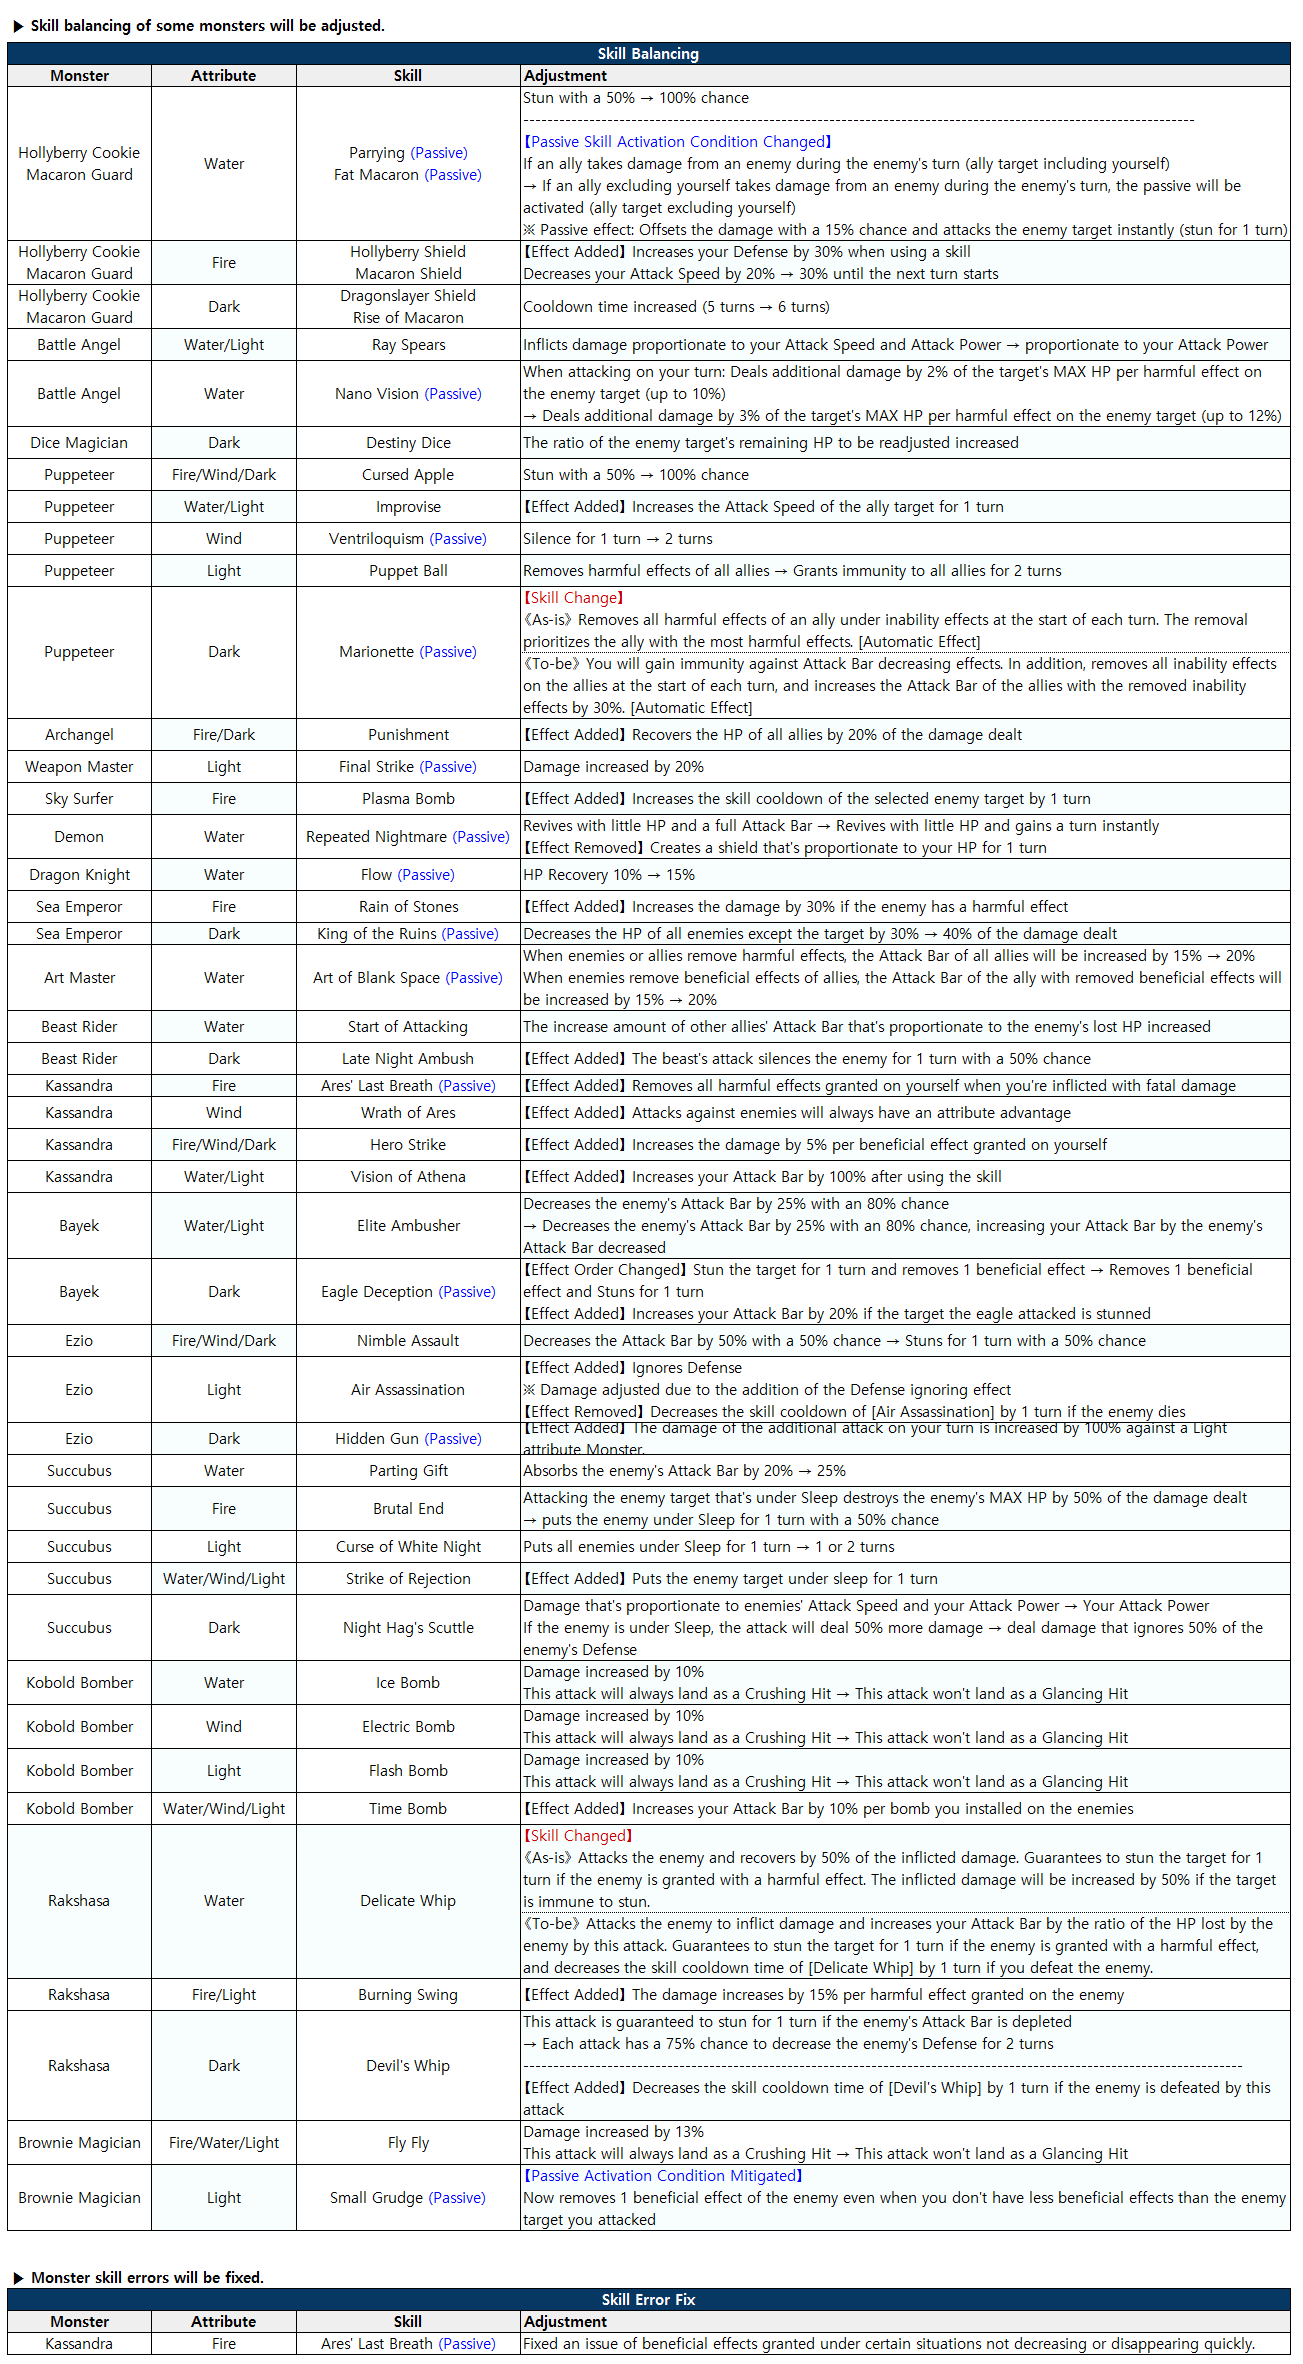 ▶ Skill balancing of some monsters will be adjusted.
Skill Balancing
Monster Attribute Skill Adjustment
Hollyberry Cookie
Macaron Guard
Water
Parrying (Passive)
Fat Macaron (Passive)
Stun with a 50% → 100% chance
----------------------------------------------------------------------------------------------------------------
【Passive Skill Activation Condition Changed】
If an ally takes damage from an enemy during the enemy's turn (ally target including yourself)
→ If an ally excluding yourself takes damage from an enemy during the enemy's turn, the passive will be
activated (ally target excluding yourself)
※ Passive effect: Offsets the damage with a 15% chance and attacks the enemy target instantly (stun for 1 turn)
Hollyberry Cookie
Macaron Guard
Fire
Hollyberry Shield
Macaron Shield
【Effect Added】 Increases your Defense by 30% when using a skill
Decreases your Attack Speed by 20% → 30% until the next turn starts
Hollyberry Cookie
Macaron Guard
Dark
Dragonslayer Shield
Rise of Macaron
Cooldown time increased (5 turns → 6 turns)
Battle Angel Water/Light Ray Spears Inflicts damage proportionate to your Attack Speed and Attack Power → proportionate to your Attack Power
Battle Angel Water Nano Vision (Passive)
When attacking on your turn: Deals additional damage by 2% of the target's MAX HP per harmful effect on
the enemy target (up to 10%)
→ Deals additional damage by 3% of the target's MAX HP per harmful effect on the enemy target (up to 12%)
Dice Magician Dark Destiny Dice The ratio of the enemy target's remaining HP to be readjusted increased
Puppeteer Fire/Wind/Dark Cursed Apple Stun with a 50% → 100% chance
Puppeteer Water/Light Improvise 【Effect Added】 Increases the Attack Speed of the ally target for 1 turn
Puppeteer Wind Ventriloquism (Passive) Silence for 1 turn → 2 turns
Puppeteer Light Puppet Ball Removes harmful effects of all allies → Grants immunity to all allies for 2 turns
Puppeteer Dark Marionette (Passive)
【Skill Change】
《As-is》 Removes all harmful effects of an ally under inability effects at the start of each turn. The removal
prioritizes the ally with the most harmful effects. [Automatic Effect]
《To-be》 You will gain immunity against Attack Bar decreasing effects. In addition, removes all inability effects
on the allies at the start of each turn, and increases the Attack Bar of the allies with the removed inability
effects by 30%. [Automatic Effect]
Archangel Fire/Dark Punishment 【Effect Added】 Recovers the HP of all allies by 20% of the damage dealt
Weapon Master Light Final Strike (Passive) Damage increased by 20%
Sky Surfer Fire Plasma Bomb 【Effect Added】 Increases the skill cooldown of the selected enemy target by 1 turn
Demon Water Repeated Nightmare (Passive)
Revives with little HP and a full Attack Bar → Revives with little HP and gains a turn instantly
【Effect Removed】 Creates a shield that's proportionate to your HP for 1 turn
Dragon Knight Water Flow (Passive) HP Recovery 10% → 15%
Sea Emperor Fire Rain of Stones 【Effect Added】 Increases the damage by 30% if the enemy has a harmful effect
Sea Emperor Dark King of the Ruins (Passive) Decreases the HP of all enemies except the target by 30% → 40% of the damage dealt
Art Master Water Art of Blank Space (Passive)
When enemies or allies remove harmful effects, the Attack Bar of all allies will be increased by 15% → 20%
When enemies remove beneficial effects of allies, the Attack Bar of the ally with removed beneficial effects will
be increased by 15% → 20%
Beast Rider Water Start of Attacking The increase amount of other allies' Attack Bar that's proportionate to the enemy's lost HP increased
Beast Rider Dark Late Night Ambush 【Effect Added】 The beast's attack silences the enemy for 1 turn with a 50% chance
Kassandra Fire Ares' Last Breath (Passive) 【Effect Added】 Removes all harmful effects granted on yourself when you're inflicted with fatal damage
Kassandra Wind Wrath of Ares 【Effect Added】 Attacks against enemies will always have an attribute advantage
Kassandra Fire/Wind/Dark Hero Strike 【Effect Added】 Increases the damage by 5% per beneficial effect granted on yourself
Kassandra Water/Light Vision of Athena 【Effect Added】 Increases your Attack Bar by 100% after using the skill
Bayek Water/Light Elite Ambusher
Decreases the enemy's Attack Bar by 25% with an 80% chance
→ Decreases the enemy's Attack Bar by 25% with an 80% chance, increasing your Attack Bar by the enemy's
Attack Bar decreased
Bayek Dark Eagle Deception (Passive)
【Effect Order Changed】 Stun the target for 1 turn and removes 1 beneficial effect → Removes 1 beneficial
effect and Stuns for 1 turn
【Effect Added】 Increases your Attack Bar by 20% if the target the eagle attacked is stunned
Ezio Fire/Wind/Dark Nimble Assault Decreases the Attack Bar by 50% with a 50% chance → Stuns for 1 turn with a 50% chance
Ezio Light Air Assassination
【Effect Added】 Ignores Defense
※ Damage adjusted due to the addition of the Defense ignoring effect
【Effect Removed】 Decreases the skill cooldown of [Air Assassination] by 1 turn if the enemy dies
Ezio Dark Hidden Gun (Passive)
【Effect Added】 The damage of the additional attack on your turn is increased by 100% against a Light
attribute Monster.
Succubus Water Parting Gift Absorbs the enemy's Attack Bar by 20% → 25%
Succubus Fire Brutal End
Attacking the enemy target that's under Sleep destroys the enemy's MAX HP by 50% of the damage dealt
→ puts the enemy under Sleep for 1 turn with a 50% chance
Succubus Light Curse of White Night Puts all enemies under Sleep for 1 turn → 1 or 2 turns
Succubus Water/Wind/Light Strike of Rejection 【Effect Added】 Puts the enemy target under sleep for 1 turn
Succubus Dark Night Hag's Scuttle
Damage that's proportionate to enemies' Attack Speed and your Attack Power → Your Attack Power
If the enemy is under Sleep, the attack will deal 50% more damage → deal damage that ignores 50% of the
enemy's Defense
Kobold Bomber Water Ice Bomb
Damage increased by 10%
This attack will always land as a Crushing Hit → This attack won't land as a Glancing Hit
Kobold Bomber Wind Electric Bomb
Damage increased by 10%
This attack will always land as a Crushing Hit → This attack won't land as a Glancing Hit
Kobold Bomber Light Flash Bomb
Damage increased by 10%
This attack will always land as a Crushing Hit → This attack won't land as a Glancing Hit
Kobold Bomber Water/Wind/Light Time Bomb 【Effect Added】 Increases your Attack Bar by 10% per bomb you installed on the enemies
Rakshasa Water Delicate Whip
【Skill Changed】
《As-is》 Attacks the enemy and recovers by 50% of the inflicted damage. Guarantees to stun the target for 1
turn if the enemy is granted with a harmful effect. The inflicted damage will be increased by 50% if the target
is immune to stun.
《To-be》 Attacks the enemy to inflict damage and increases your Attack Bar by the ratio of the HP lost by the
enemy by this attack. Guarantees to stun the target for 1 turn if the enemy is granted with a harmful effect,
and decreases the skill cooldown time of [Delicate Whip] by 1 turn if you defeat the enemy.
Rakshasa Fire/Light Burning Swing 【Effect Added】 The damage increases by 15% per harmful effect granted on the enemy
Rakshasa Dark Devil's Whip
This attack is guaranteed to stun for 1 turn if the enemy's Attack Bar is depleted
→ Each attack has a 75% chance to decrease the enemy's Defense for 2 turns
------------------------------------------------------------------------------------------------------------------------
【Effect Added】 Decreases the skill cooldown time of [Devil's Whip] by 1 turn if the enemy is defeated by this
attack
Brownie Magician Fire/Water/Light Fly Fly
Damage increased by 13%
This attack will always land as a Crushing Hit → This attack won't land as a Glancing Hit
Brownie Magician Light Small Grudge (Passive)
【Passive Activation Condition Mitigated】
Now removes 1 beneficial effect of the enemy even when you don't have less beneficial effects than the enemy
target you attacked
▶ Monster skill errors will be fixed.
Skill Error Fix
Monster Attribute Skill Adjustment
Kassandra Fire Ares' Last Breath (Passive) Fixed an issue of beneficial effects granted under certain situations not decreasing or disappearing quickly.